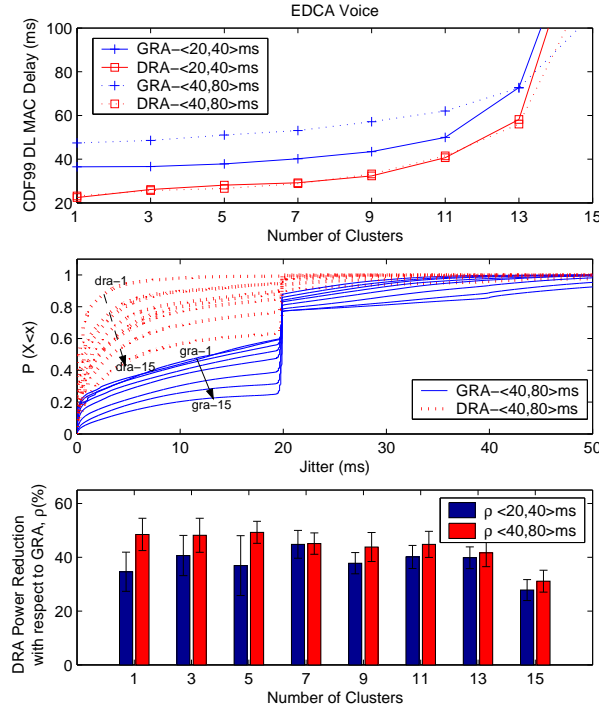 EDCA Voice
CDF99 DL MAC Delay (ms)
100
80
60
40
20
GRA-<20,40>ms
DRA-<20,40>ms
GRA-<40,80>ms
DRA-<40,80>ms
1 3 5 7 9 11 13 15
Number of Clusters
P (X<x)
1
0.8
0.6
0.4
0.2
0
dra-1
dra-15
gra-1
gra-15
GRA-<40,80>ms
DRA-<40,80>ms
0 10 20 30 40 50
Jitter (ms)
DRA Power Reduction
with respect to GRA, ρ(%)
60
40
20
0
ρ <20,40>ms
ρ <40,80>ms
1 3 5 7 9 11 13 15
Number of Clusters